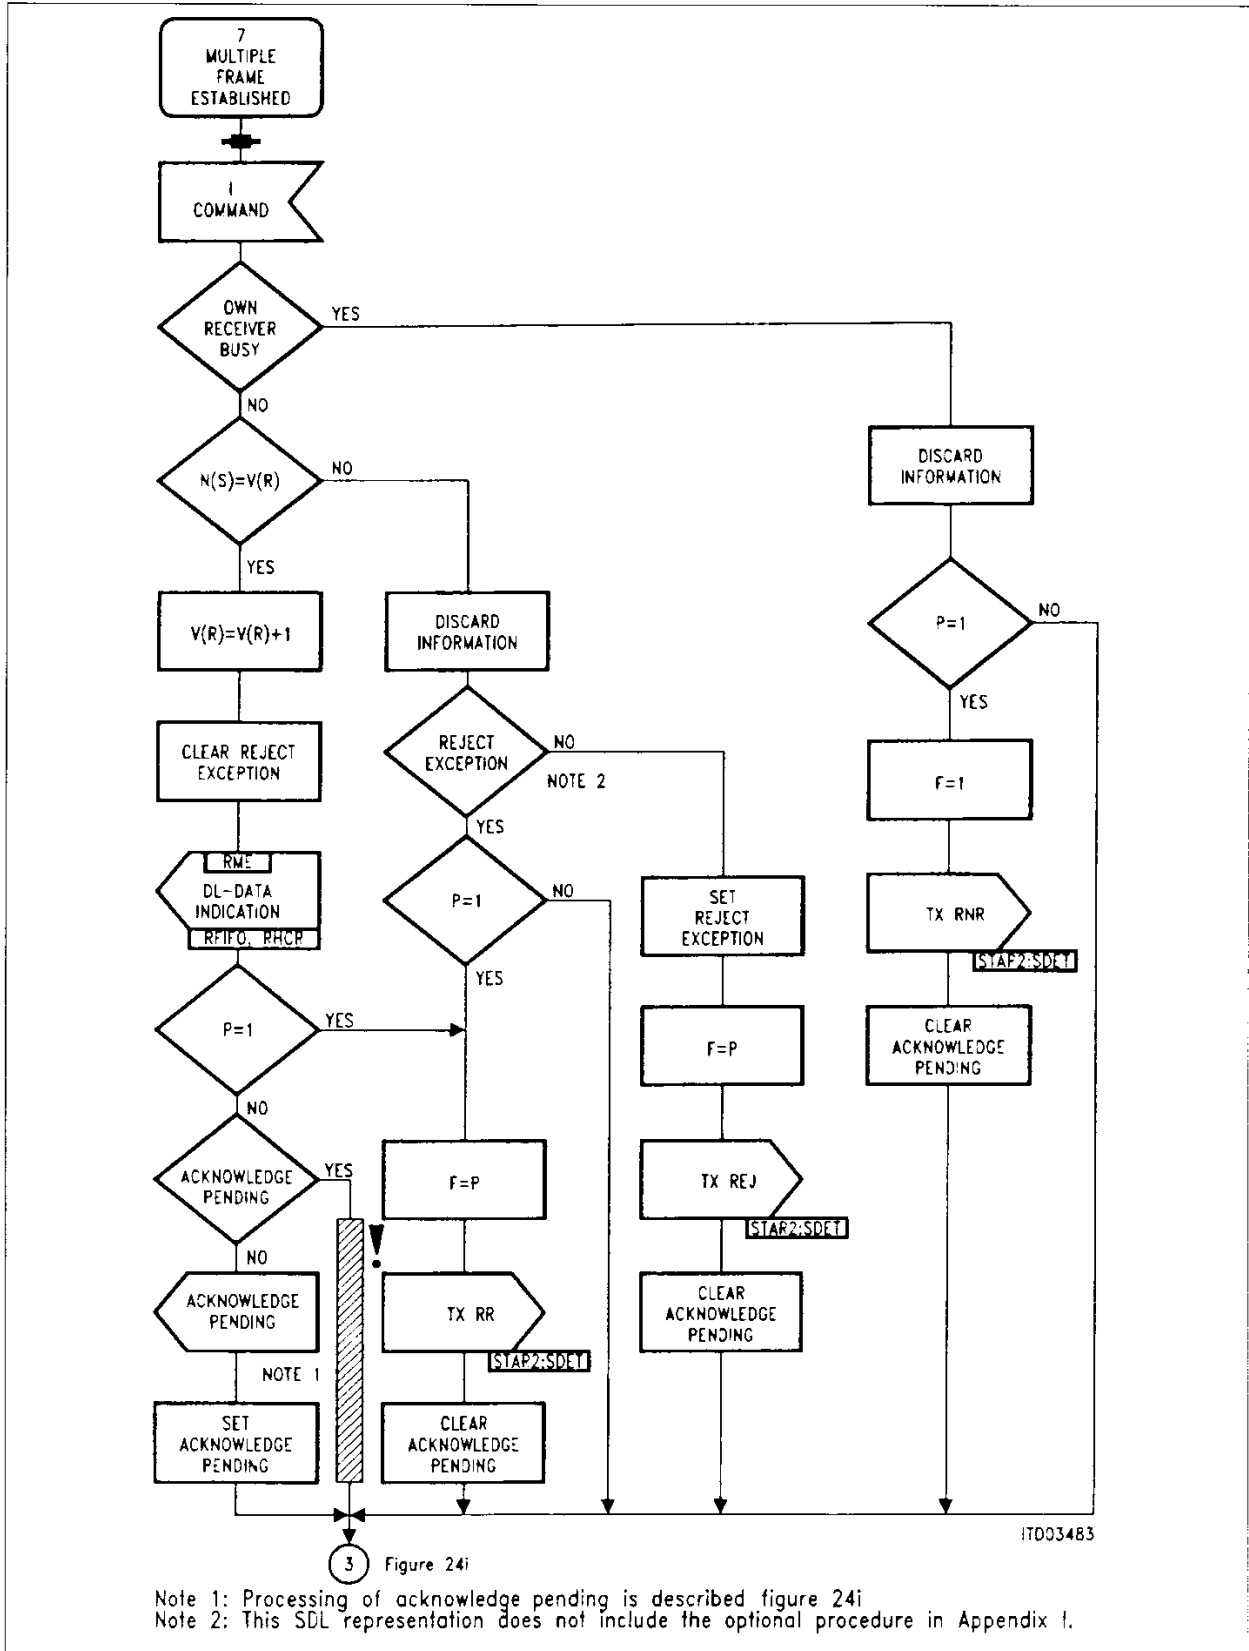 7
MULTIPLE
FRAME
ESTABLISHED
I
COMMAND
OWN
RECEIVER
BUSY
YES
NO
N(S)=V(R)
NO
YES
DISCARD
INFORMATION
V(R)=V(R)+1
DISCARD
INFORMATION
P=1
NO
YES
CLEAR REJECT
EXCEPTION
REJECT
EXCEPTION
NO
NOTE 2
YES
F=1
RME
DL-DATA
INDICATION
RFIFO, RHCR
P=1
NO
YES
SET
REJECT
EXCEPTION
TX RNR
STAR2:SDET
P=1
YES
NO
F=P
CLEAR
ACKNOWLEDGE
PENDING
ACKNOWLEDGE
PENDING
YES
NO
F=P
TX REJ
STAR2:SDET
ACKNOWLEDGE
PENDING
NOTE 1
!
TX RR
STAR2:SDET
CLEAR
ACKNOWLEDGE
PENDING
SET
ACKNOWLEDGE
PENDING
CLEAR
ACKNOWLEDGE
PENDING
ITD03483
3 Figure 24i
Note 1: Processing of acknowledge pending is described figure 24i
Note 2: This SDL representation does not include the optional procedure in Appendix I.